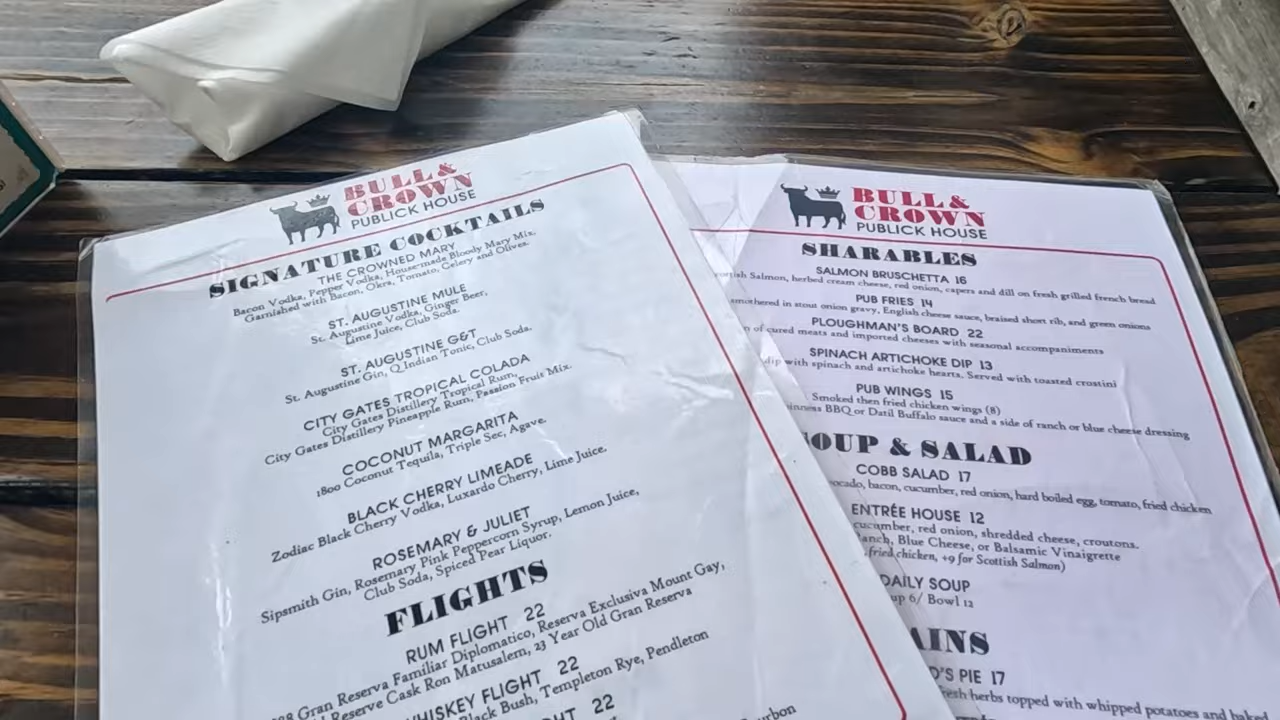 BULL &
CROWN
PUBLICK HOUSE
SIGNATURE COCKTAILS
THE CROWNED MARY
Bacon Vodka, Pepper Vodka, House-made Bloody Mary Mix.
Garnished with Bacon, Okra, Tomato, Celery and Olives.
ST. AUGUSTINE MULE
St. Augustine Vodka, Ginger Beer,
Lime Juice, Club Soda.
ST. AUGUSTINE G&T
St. Augustine Gin, Q Indian Tonic, Club Soda.
CITY GATES TROPICAL COLADA
City Gates Distillery Tropical Rum,
City Gates Distillery Pineapple Rum, Passion Fruit Mix.
COCONUT MARGARITA
1800 Coconut Tequila, Triple Sec, Agave.
BLACK CHERRY LIMEADE
Zodiac Black Cherry Vodka, Luxardo Cherry, Lime Juice.
ROSEMARY & JULIET
Sipsmith Gin, Rosemary Pink Peppercorn Syrup, Lemon Juice,
Club Soda, Spiced Pear Liquor.
FLIGHTS
RUM FLIGHT 22
Gran Reserva Familiar Diplomatico, Reserva Exclusiva Mount Gay,
Reserve Cask Ron Matusalem, 23 Year Old Gran Reserva
WHISKEY FLIGHT 22
Black Bush, Templeton Rye, Pendleton
22
BULL &
CROWN
PUBLICK HOUSE
SHARABLES
SALMON BRUSCHETTA 16
Salmon, herbed cream cheese, red onion, capers and dill on fresh grilled french bread
PUB FRIES 14
smothered in stout onion gravy, English cheese sauce, braised short rib, and green onions
PLOUGHMAN'S BOARD 22
of cured meats and imported cheeses with seasonal accompaniments
SPINACH ARTICHOKE DIP 13
dip with spinach and artichoke hearts. Served with toasted crostini
PUB WINGS 15
Smoked then fried chicken wings (8)
BBQ or Datil Buffalo sauce and a side of ranch or blue cheese dressing
SOUP & SALAD
COBB SALAD 17
bacon, cucumber, red onion, hard boiled egg, tomato, fried chicken
ENTRÉE HOUSE 12
cucumber, red onion, shredded cheese, croutons.
Ranch, Blue Cheese, or Balsamic Vinaigrette
fried chicken, +9 for Scottish Salmon)
DAILY SOUP
6/ Bowl 12
PIE 17
fresh herbs topped with whipped potatoes and baked